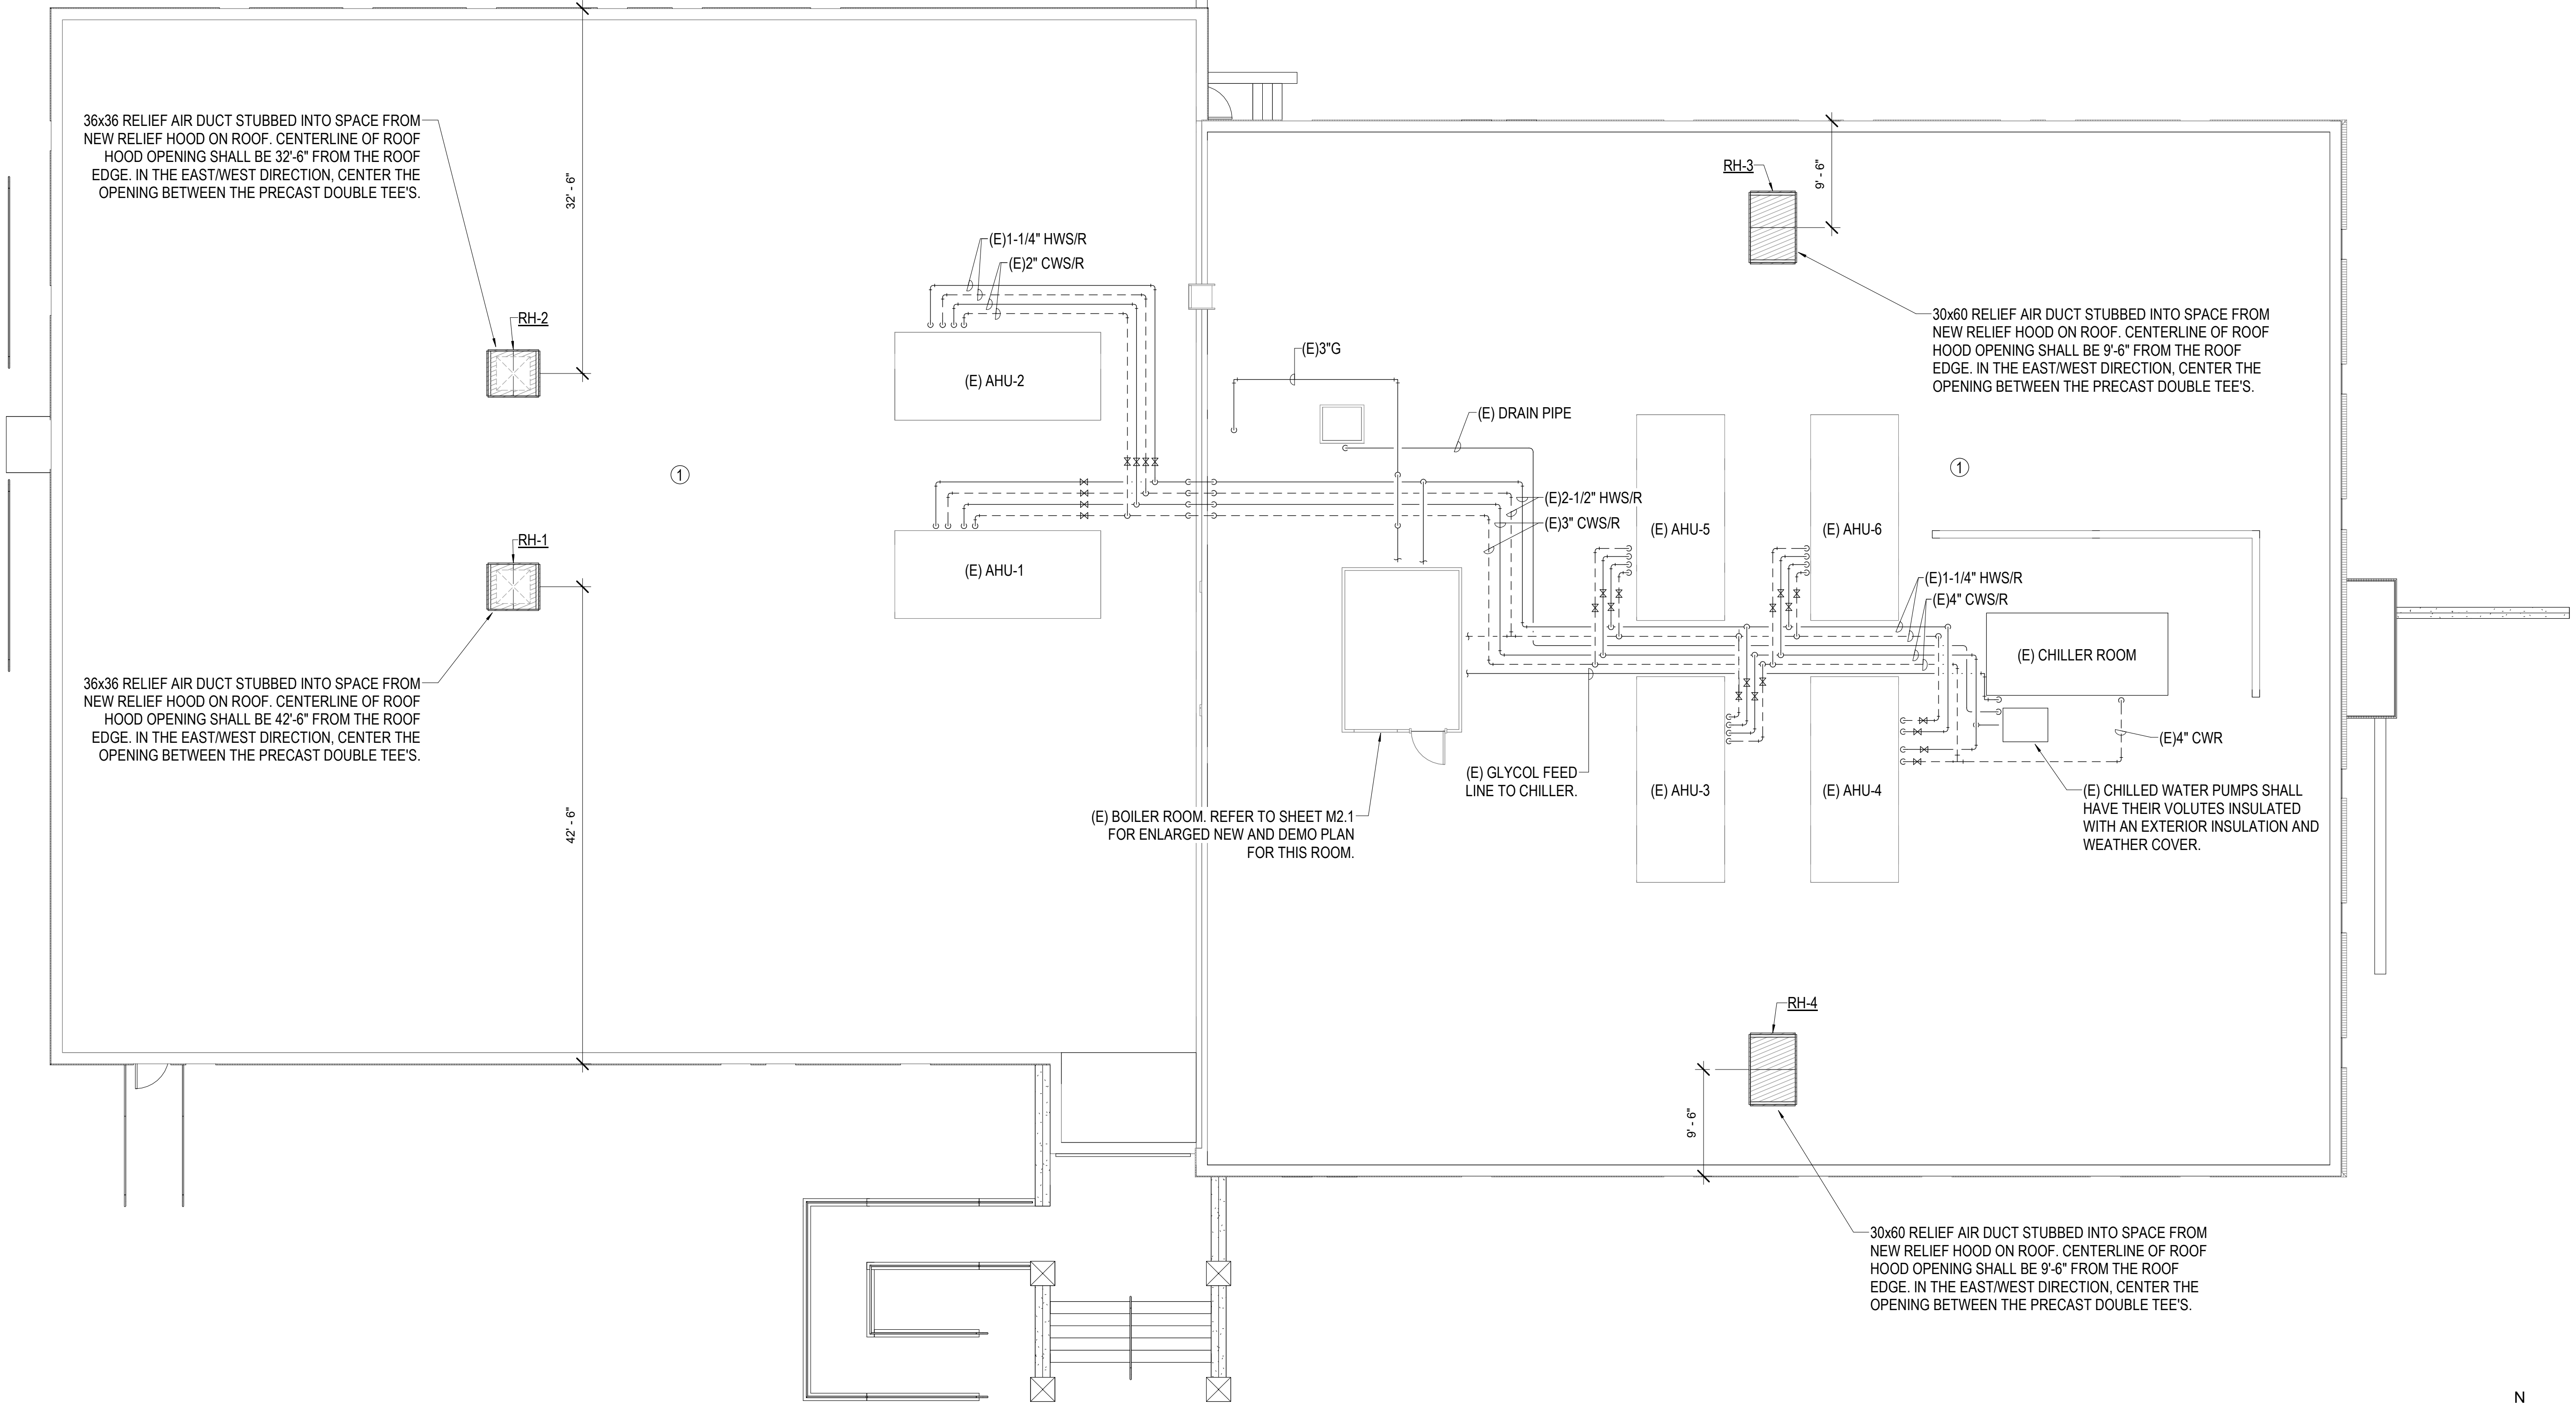 36x36 RELIEF AIR DUCT STUBBED INTO SPACE FROM
NEW RELIEF HOOD ON ROOF. CENTERLINE OF ROOF
HOOD OPENING SHALL BE 32'-6" FROM THE ROOF
EDGE. IN THE EAST/WEST DIRECTION, CENTER THE
OPENING BETWEEN THE PRECAST DOUBLE TEE'S.
32' - 6"
RH-2
(E)1-1/4" HWS/R
(E)2" CWS/R
(E) AHU-2
1
RH-1
(E) AHU-1
36x36 RELIEF AIR DUCT STUBBED INTO SPACE FROM
NEW RELIEF HOOD ON ROOF. CENTERLINE OF ROOF
HOOD OPENING SHALL BE 42'-6" FROM THE ROOF
EDGE. IN THE EAST/WEST DIRECTION, CENTER THE
OPENING BETWEEN THE PRECAST DOUBLE TEE'S.
42' - 6"
RH-3
9' - 6"
30x60 RELIEF AIR DUCT STUBBED INTO SPACE FROM
NEW RELIEF HOOD ON ROOF. CENTERLINE OF ROOF
HOOD OPENING SHALL BE 9'-6" FROM THE ROOF
EDGE. IN THE EAST/WEST DIRECTION, CENTER THE
OPENING BETWEEN THE PRECAST DOUBLE TEE'S.
(E)3"G
(E) DRAIN PIPE
1
(E)2-1/2" HWS/R
(E)3" CWS/R
(E) AHU-5
(E) AHU-6
(E)1-1/4" HWS/R
(E)4" CWS/R
(E) CHILLER ROOM
(E)4" CWR
(E) GLYCOL FEED
LINE TO CHILLER.
(E) AHU-3
(E) AHU-4
(E) CHILLED WATER PUMPS SHALL
HAVE THEIR VOLUTES INSULATED
WITH AN EXTERIOR INSULATION AND
WEATHER COVER.
(E) BOILER ROOM. REFER TO SHEET M2.1
FOR ENLARGED NEW AND DEMO PLAN
FOR THIS ROOM.
RH-4
9' - 6"
30x60 RELIEF AIR DUCT STUBBED INTO SPACE FROM
NEW RELIEF HOOD ON ROOF. CENTERLINE OF ROOF
HOOD OPENING SHALL BE 9'-6" FROM THE ROOF
EDGE. IN THE EAST/WEST DIRECTION, CENTER THE
OPENING BETWEEN THE PRECAST DOUBLE TEE'S.
N